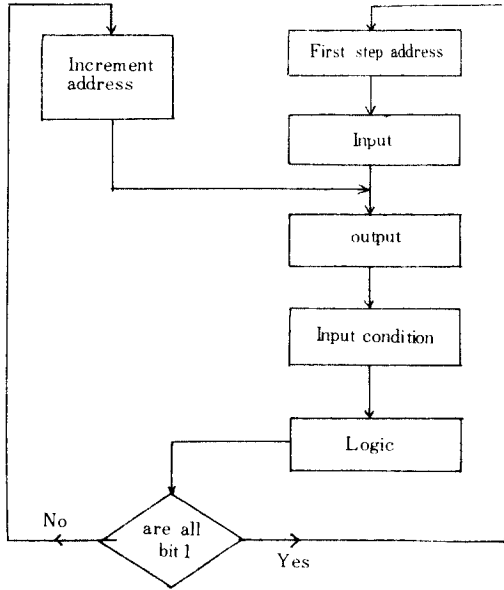 First step address
Increment
address
Input
output
Input condition
Logic
are all
bit 1
No
Yes